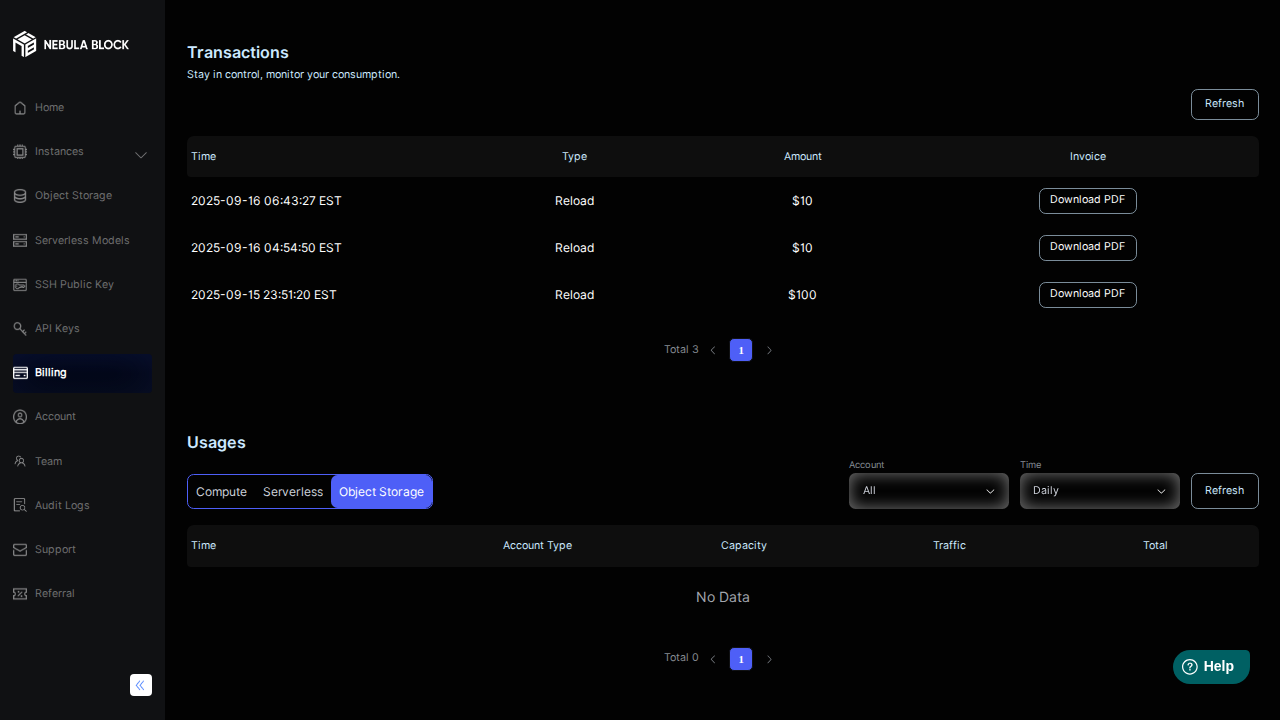 NEBULA BLOCK
Home
Instances
Object Storage
Serverless Models
SSH Public Key
API Keys
Billing
Account
Team
Audit Logs
Support
Referral
Transactions
Stay in control, monitor your consumption.
Refresh
Time Type Amount Invoice
2025-09-16 06:43:27 EST Reload $10 Download PDF
2025-09-16 04:54:50 EST Reload $10 Download PDF
2025-09-15 23:51:20 EST Reload $100 Download PDF
Total 3 1
Usages
Account Time
Compute Serverless Object Storage All Daily Refresh
Time Account Type Capacity Traffic Total
No Data
Total 0 1
Help